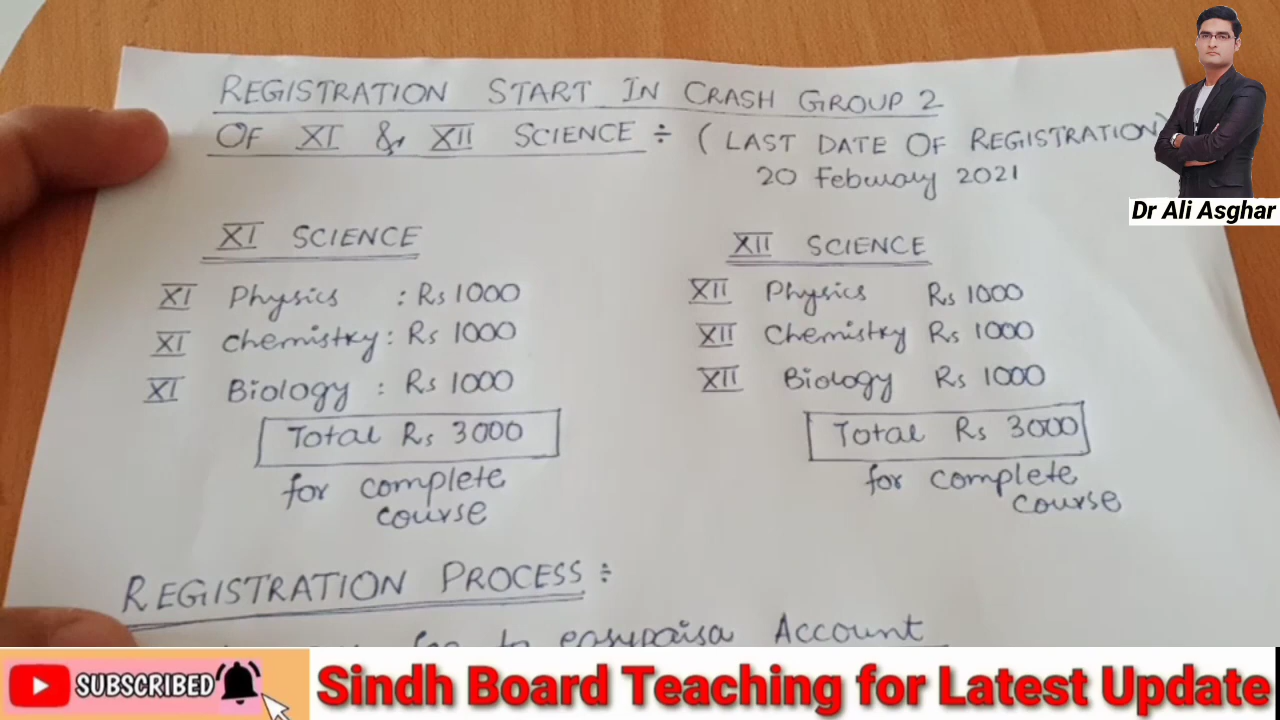 REGISTRATION START IN CRASH GROUP 2
OF XI & XII SCIENCE ÷ (LAST DATE OF REGISTRATION)
20 Februray 2021
Dr Ali Asghar
XI SCIENCE
XI Physics : Rs 1000
XI chemistry : Rs 1000
XI Biology : Rs 1000
Total Rs 3000
for complete
course
XII SCIENCE
XII Physics Rs 1000
XII Chemistry Rs 1000
XII Biology Rs 1000
Total Rs 3000
for complete
course
REGISTRATION PROCESS ÷
to easypaisa Account
SUBSCRIBED
Sindh Board Teaching for Latest Update